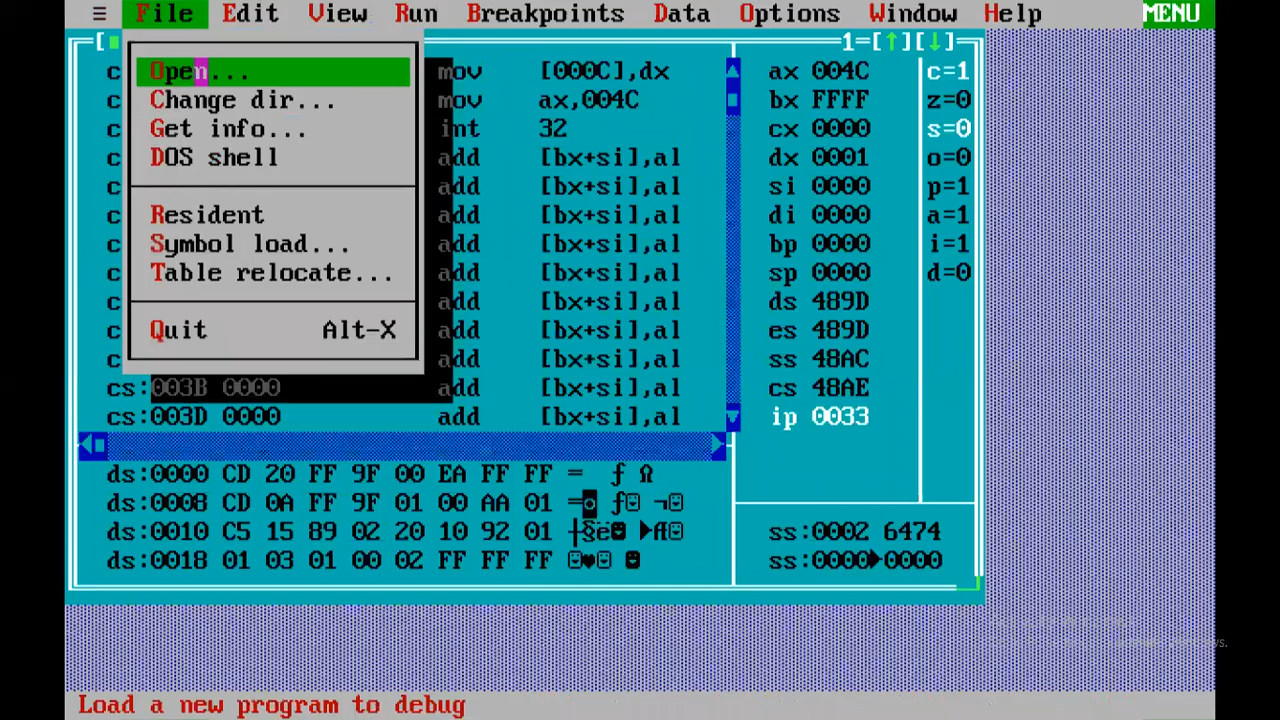 ≡ File Edit View Run Breakpoints Data Options Window Help MENU
[■ 1=[↑][↓]
Open... c mov [000C],dx ax 004C c=1
Change dir... c mov ax,004C bx FFFF z=0
Get info... c int 32 cx 0000 s=0
DOS shell c add [bx+si],al dx 0001 o=0
c add [bx+si],al si 0000 p=1
Resident c add [bx+si],al di 0000 a=1
Symbol load... c add [bx+si],al bp 0000 i=1
Table relocate... c add [bx+si],al sp 0000 d=0
c add [bx+si],al ds 489D
Quit Alt-X c add [bx+si],al es 489D
c add [bx+si],al ss 48AC
cs:003B 0000 add [bx+si],al cs 48AE
cs:003D 0000 add [bx+si],al ip 0033
ds:0000 CD 20 FF 9F 00 EA FF FF = ƒ Ω
ds:0008 CD 0A FF 9F 01 00 AA 01 =◙ ƒ☺ ¬☺
ds:0010 C5 15 89 02 20 10 92 01 ┼§ë☻ ►Æ☺ ss:0002 6474
ds:0018 01 03 01 00 02 FF FF FF ☺♥☺ ☻ ss:0000►0000
Load a new program to debug